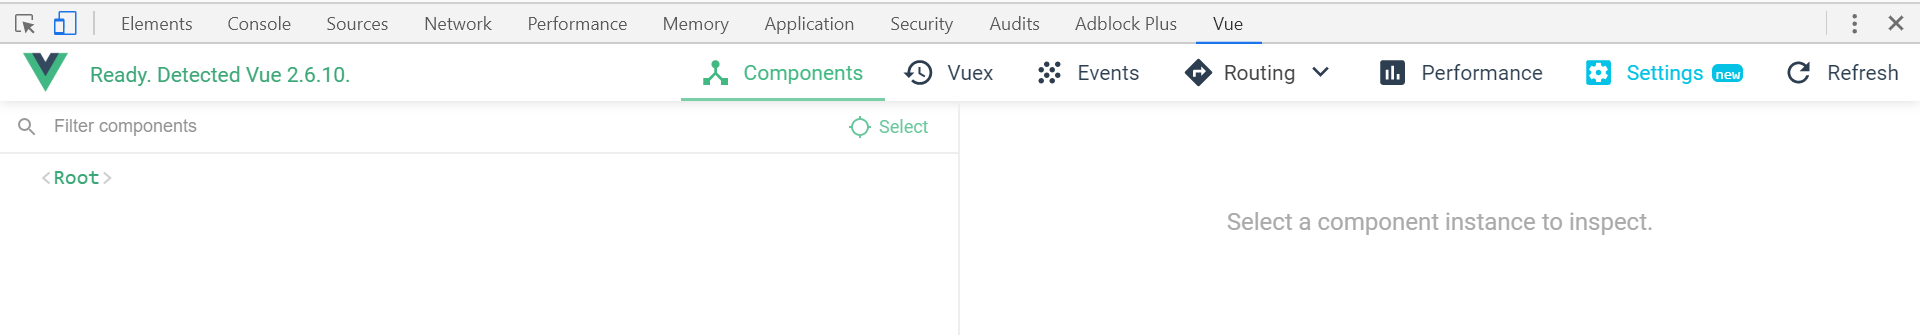 Elements Console Sources Network Performance Memory Application Security Audits Adblock Plus Vue
Ready. Detected Vue 2.6.10. Components Vuex Events Routing Performance Settings new Refresh
Filter components Select
<Root>
Select a component instance to inspect.